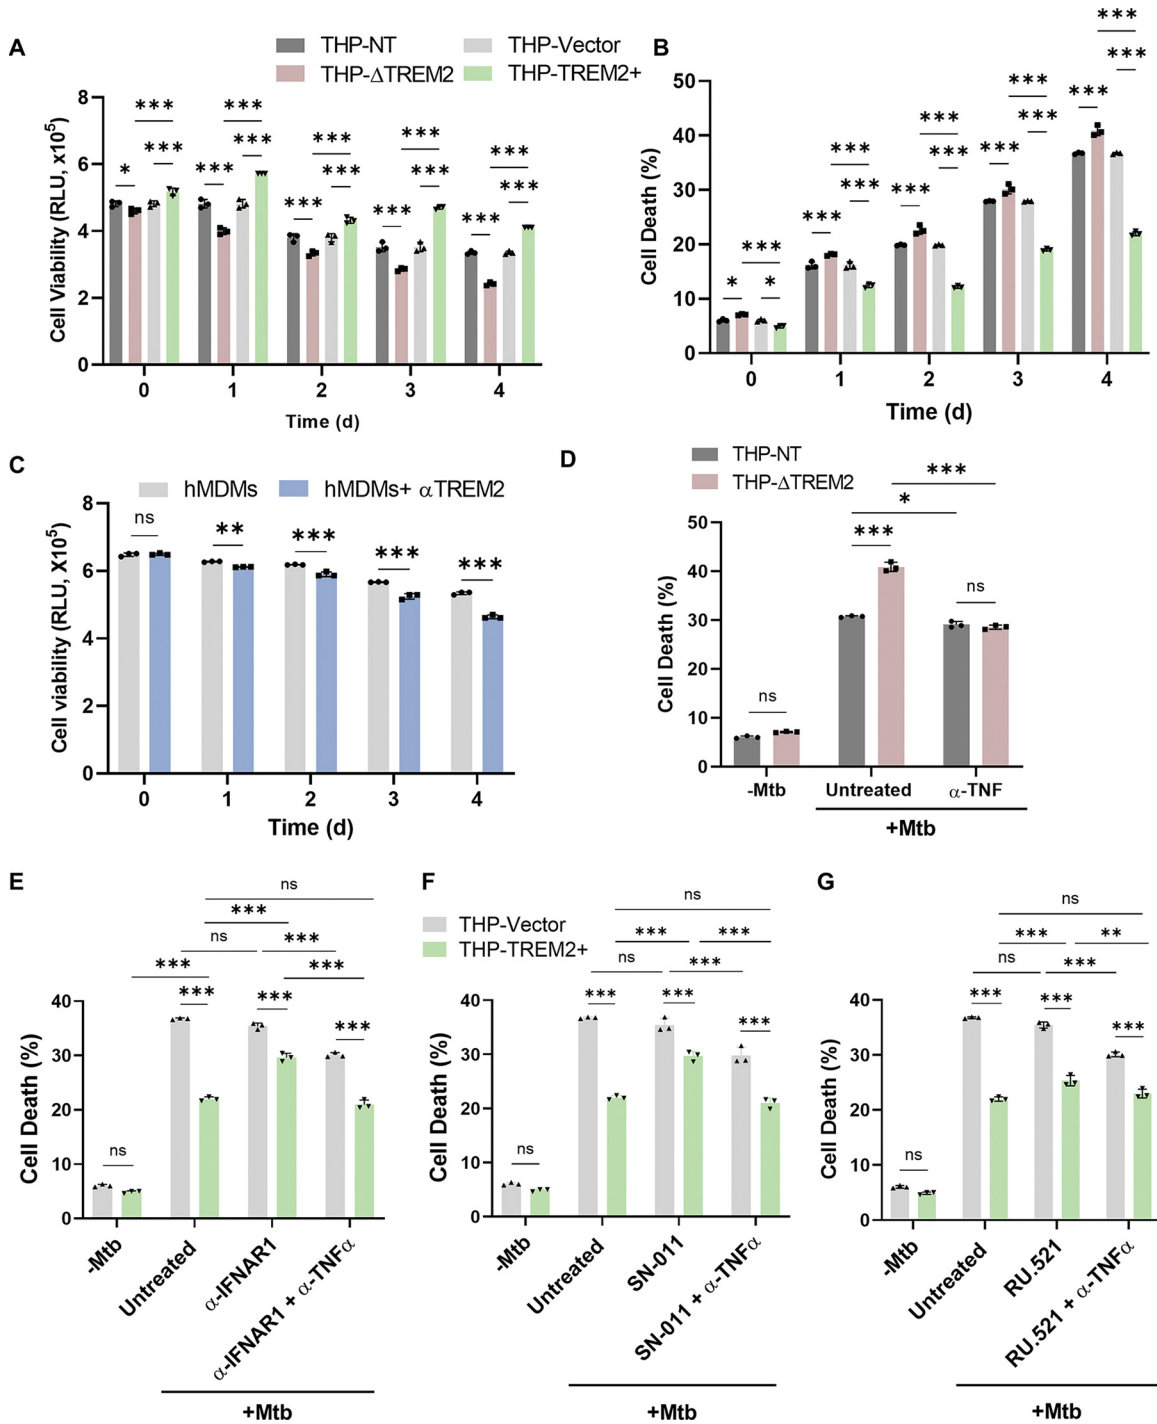 A
THP-NT
THP-Vector
THP-ΔTREM2
THP-TREM2+
Cell Viability (RLU, x10⁵)
8
6
4
2
0
*
***
***
***
***
***
***
***
***
***
***
***
***
***
***
0 1 2 3 4
Time (d)
B
Cell Death (%)
50
40
30
20
10
0
*
***
*
***
***
***
***
***
***
***
***
***
***
***
***
0 1 2 3 4
Time (d)
C
hMDMs
hMDMs+ αTREM2
Cell viability (RLU, X10⁵)
8
6
4
2
0
ns
**
***
***
***
0 1 2 3 4
Time (d)
D
THP-NT
THP-ΔTREM2
Cell Death (%)
50
40
30
20
10
0
***
*
***
ns
ns
-Mtb Untreated α-TNF
+Mtb
E
Cell Death (%)
40
30
20
10
0
ns
***
ns
***
***
***
***
***
***
ns
-Mtb
Untreated
α-IFNAR1
α-IFNAR1 + α-TNFα
+Mtb
F
THP-Vector
THP-TREM2+
Cell Death (%)
40
30
20
10
0
ns
***
***
ns
***
***
***
***
ns
-Mtb
Untreated
SN-011
SN-011 + α-TNFα
+Mtb
G
Cell Death (%)
40
30
20
10
0
ns
***
**
ns
***
***
***
***
ns
-Mtb
Untreated
RU.521
RU.521 + α-TNFα
+Mtb